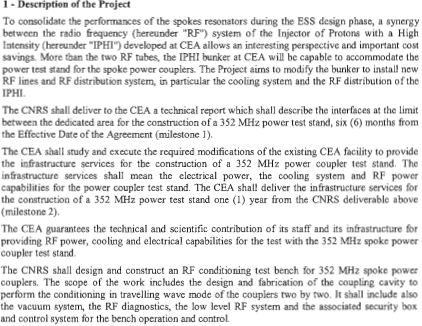 1 - Description of the Project
To consolidate the performances of the spokes resonators during the ESS design phase, a synergy
between the radio frequency (hereunder "RF") system of the Injector of Protons with a High
Intensity (hereunder "IPHI") developed at CEA allows an interesting perspective and important cost
savings. More than the two RF tubes, the IPHI bunker at CEA will be capable to accommodate the
power test stand for the spoke power couplers. The Project aims to modify the bunker to install new
RF lines and RF distribution system, in particular the cooling system and the RF distribution of the
IPHI.
The CNRS shall deliver to the CEA a technical report which shall describe the interfaces at the limit
between the dedicated area for the construction of a 352 MHz power test stand, six (6) months from
the Effective Date of the Agreement (milestone 1).
The CEA shall study and execute the required modifications of the existing CEA facility to provide
the infrastructure services for the construction of a 352 MHz power coupler test stand. The
infrastructure services shall mean the electrical power, the cooling system and RF power
capabilities for the power coupler test stand. The CEA shall deliver the infrastructure services for
the construction of a 352 MHz power test stand one (1) year from the CNRS deliverable above
(milestone 2).
The CEA guarantees the technical and scientific contribution of its staff and its infrastructure for
providing RF power, cooling and electrical capabilities for the test with the 352 MHz spoke power
coupler test stand.
The CNRS shall design and construct an RF conditioning test bench for 352 MHz spoke power
couplers. The scope of the work includes the design and fabrication of the coupling cavity to
perform the conditioning in travelling wave mode of the couplers two by two. It shall include also
the vacuum system, the RF diagnostics, the low level RF system and the associated security box
and control system for the bench operation and control.